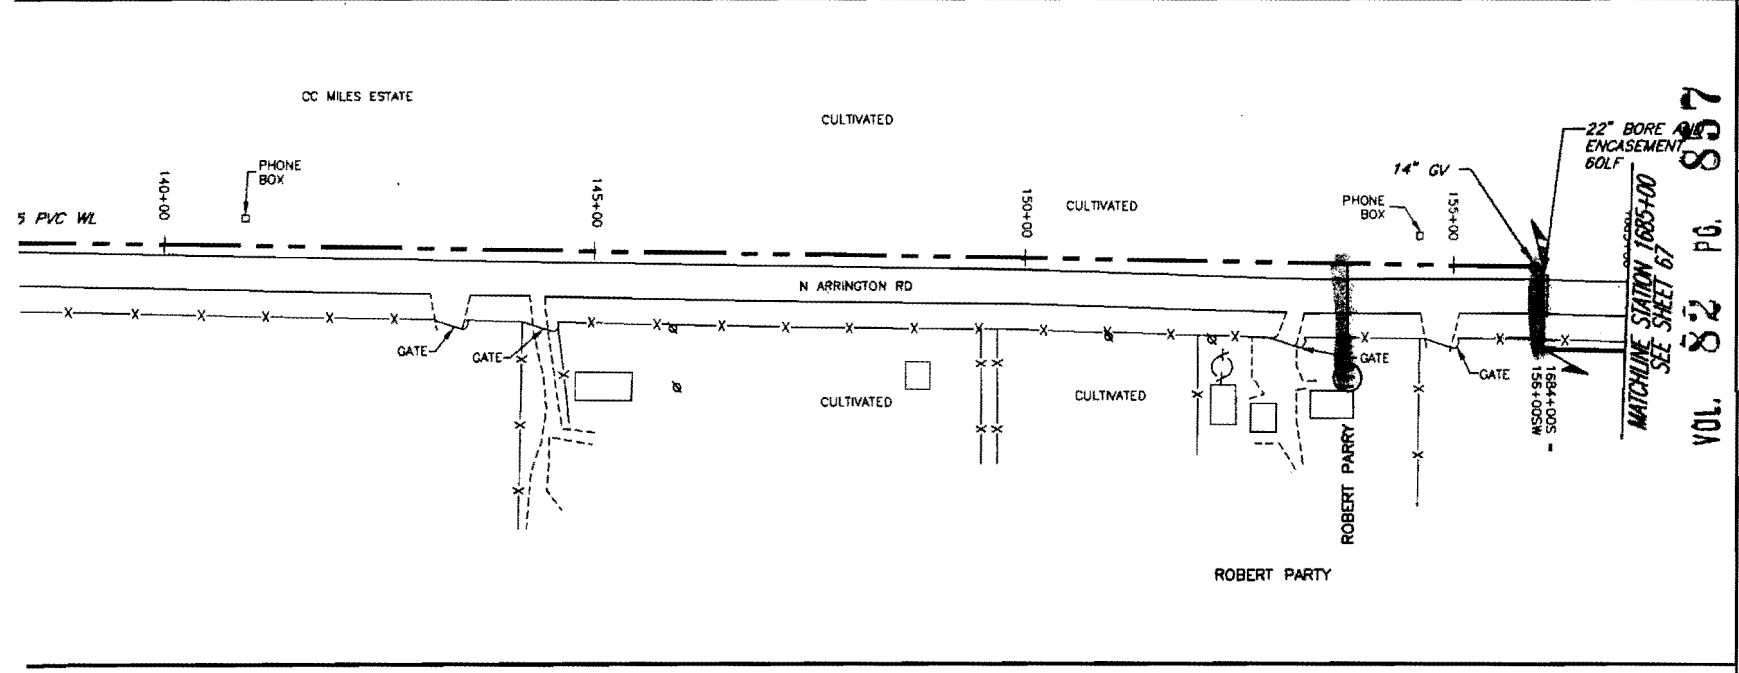 CC MILES ESTATE
CULTIVATED
22" BORE AND
ENCASEMENT
60LF
14" GV
PHONE
BOX
PHONE
BOX
CULTIVATED
140+00
145+00
150+00
155+00
5 PVC WL
N ARRINGTON RD
GATE
GATE
GATE
GATE
CULTIVATED
CULTIVATED
1684+00S -
156+00SW
MATCHLINE STATION 1685+00
SEE SHEET 67
VOL. 82 PG. 857
ROBERT PARRY
ROBERT PARTY